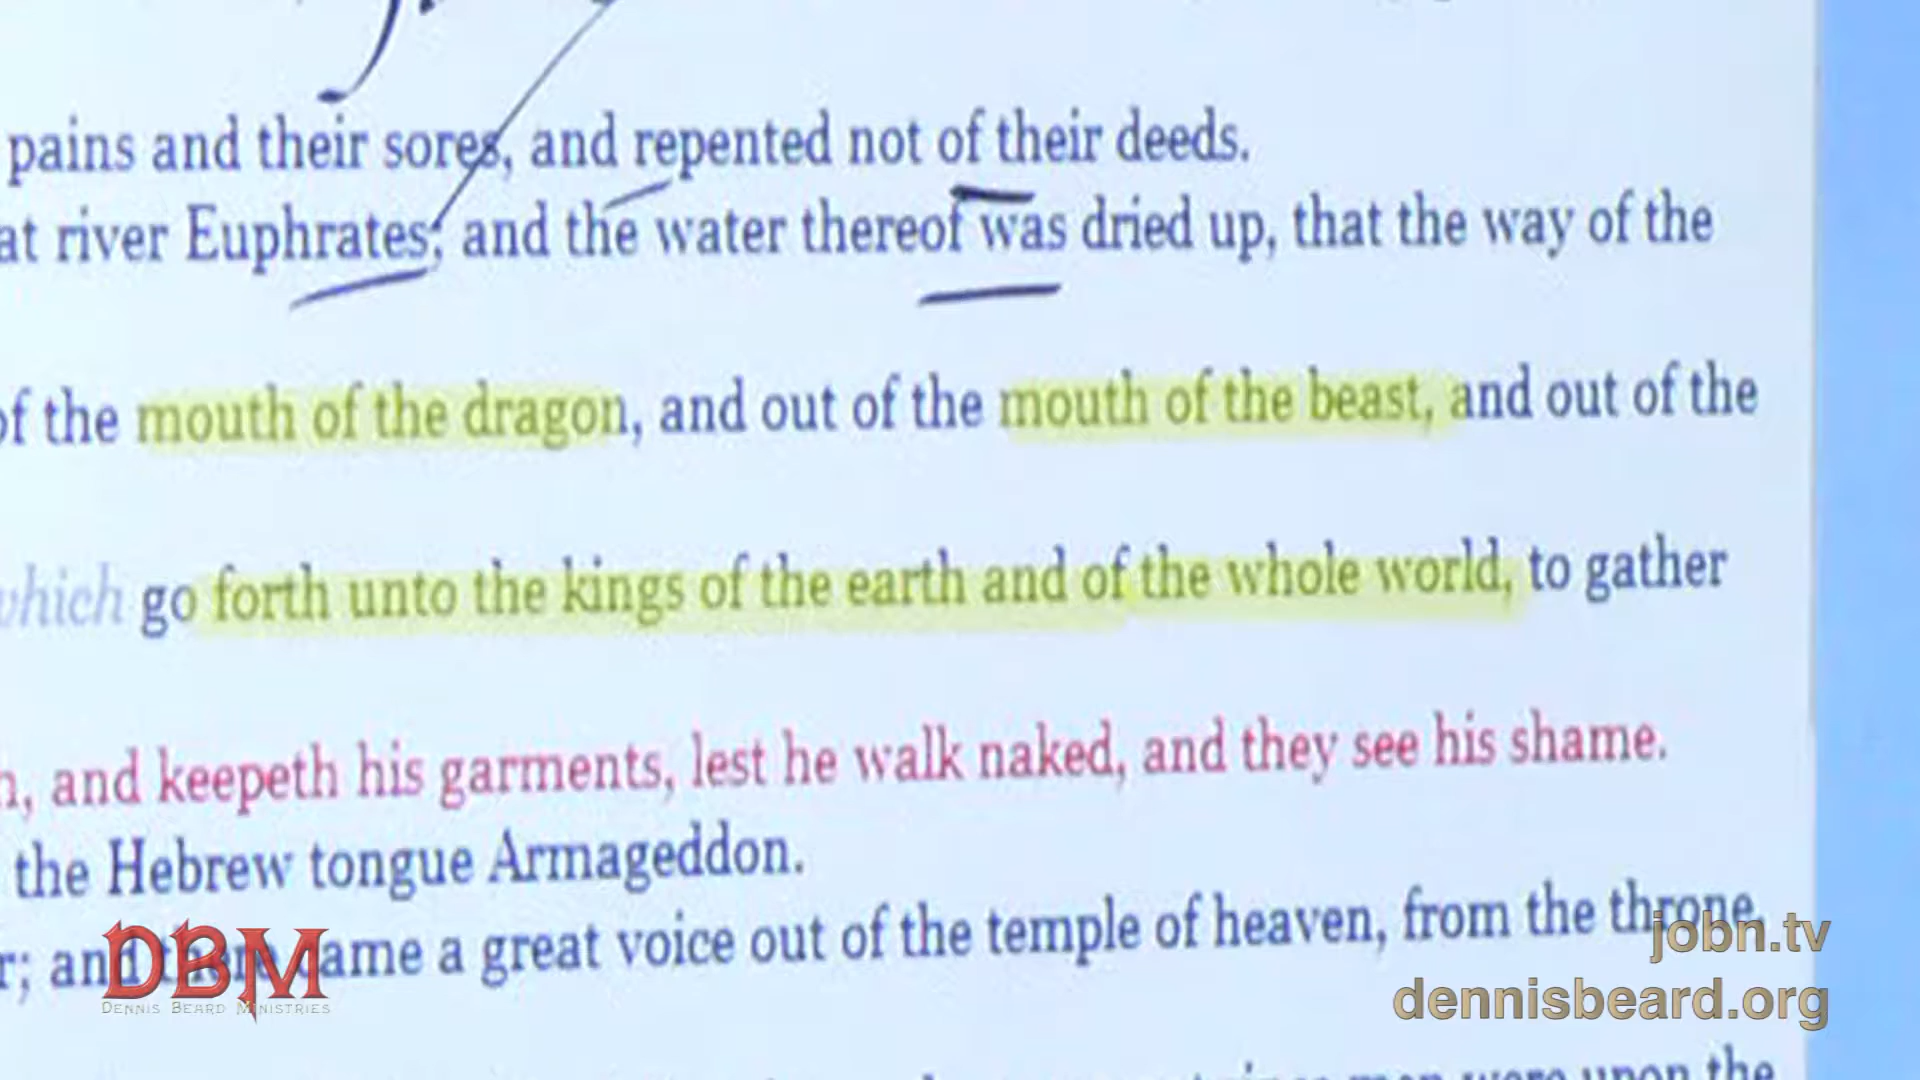 pains and their sores, and repented not of their deeds.
at river Euphrates; and the water thereof was dried up, that the way of the
of the mouth of the dragon, and out of the mouth of the beast, and out of the
which go forth unto the kings of the earth and of the whole world, to gather
h, and keepeth his garments, lest he walk naked, and they see his shame.
the Hebrew tongue Armageddon.
r; and there came a great voice out of the temple of heaven, from the throne,
men were upon the
DBM
DENNIS BEARD MINISTRIES
jobn.tv
dennisbeard.org